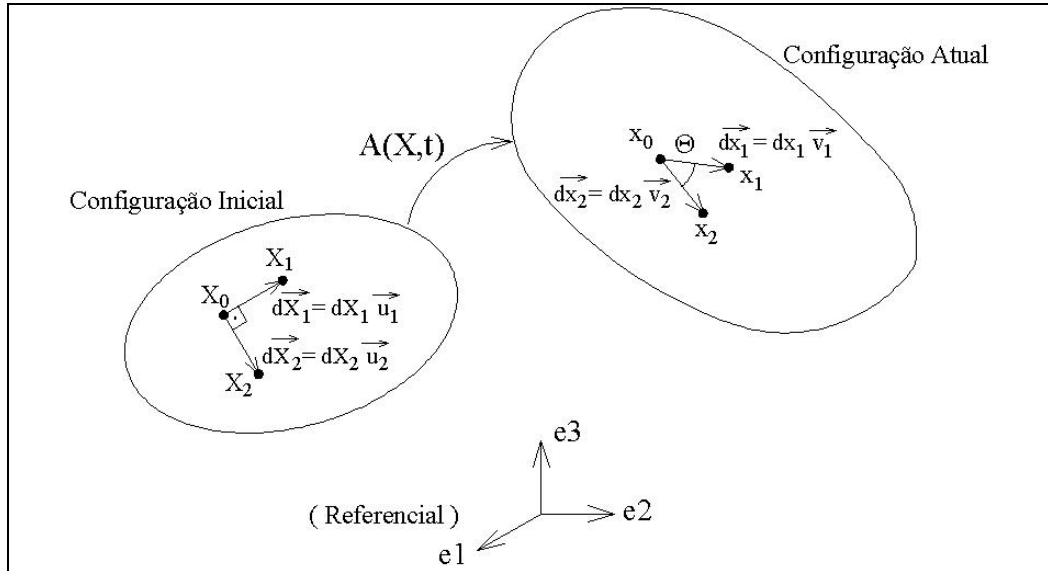 Configuração Atual
x₀
Θ
dx₁ = dx₁ v₁
x₁
A(X,t)
dx₂ = dx₂ v₂
x₂
Configuração Inicial
X₁
X₀
dX₁ = dX₁ u₁
dX₂ = dX₂ u₂
X₂
e3
( Referencial )
e2
e1